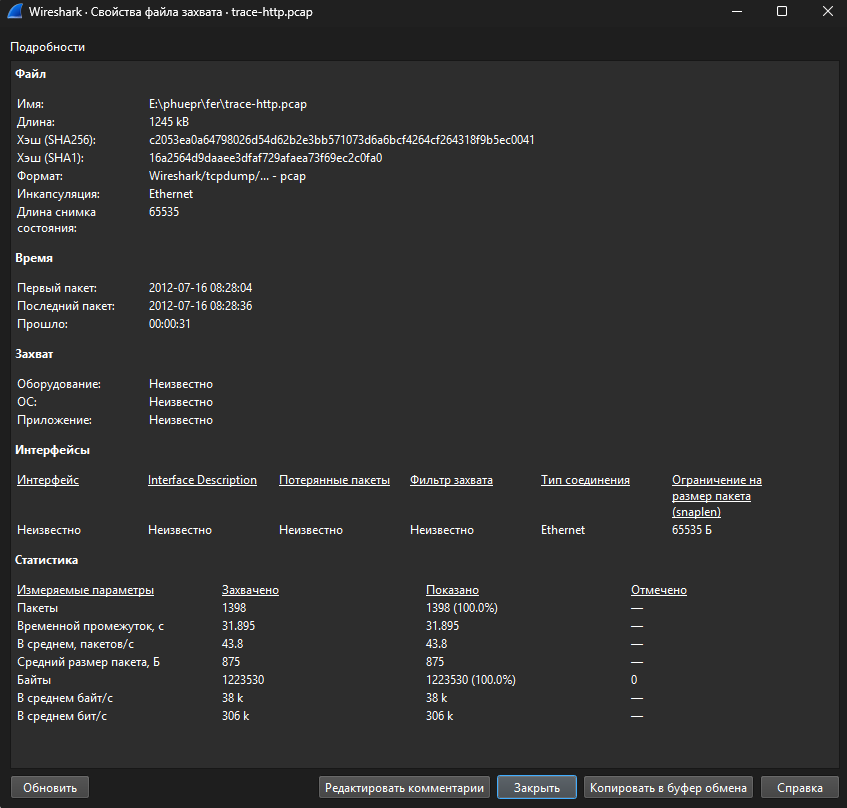 Wireshark · Свойства файла захвата · trace-http.pcap
Подробности
Файл
Имя: E:\phuepr\fer\trace-http.pcap
Длина: 1245 kB
Хэш (SHA256): c2053ea0a64798026d54d62b2e3bb571073d6a6bcf4264cf264318f9b5ec0041
Хэш (SHA1): 16a2564d9daaee3dfaf729afaea73f69ec2c0fa0
Формат: Wireshark/tcpdump/... - pcap
Инкапсуляция: Ethernet
Длина снимка 65535
состояния:
Время
Первый пакет: 2012-07-16 08:28:04
Последний пакет: 2012-07-16 08:28:36
Прошло: 00:00:31
Захват
Оборудование: Неизвестно
ОС: Неизвестно
Приложение: Неизвестно
Интерфейсы
Интерфейс Interface Description Потерянные пакеты Фильтр захвата Тип соединения Ограничение на
размер пакета
(snaplen)
Неизвестно Неизвестно Неизвестно Неизвестно Ethernet 65535 Б
Статистика
Измеряемые параметры Захвачено Показано Отмечено
Пакеты 1398 1398 (100.0%) —
Временной промежуток, с 31.895 31.895 —
В среднем, пакетов/с 43.8 43.8 —
Средний размер пакета, Б 875 875 —
Байты 1223530 1223530 (100.0%) 0
В среднем байт/с 38 k 38 k —
В среднем бит/с 306 k 306 k —
Обновить Редактировать комментарии Закрыть Копировать в буфер обмена Справка